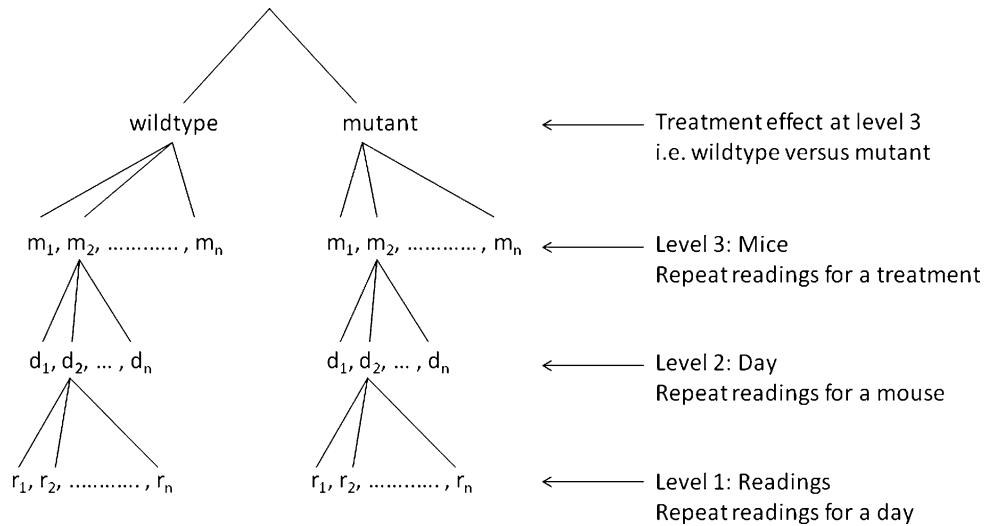 wildtype mutant
Treatment effect at level 3
i.e. wildtype versus mutant
m₁, m₂, ............ , mₙ m₁, m₂, ............ , mₙ
Level 3: Mice
Repeat readings for a treatment
d₁, d₂, ... , dₙ d₁, d₂, ... , dₙ
Level 2: Day
Repeat readings for a mouse
r₁, r₂, ............ , rₙ r₁, r₂, ............ , rₙ
Level 1: Readings
Repeat readings for a day